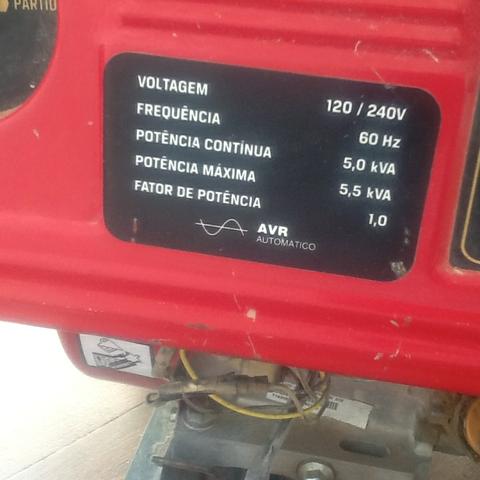 PARTID
VOLTAGEM 120 / 240V
FREQUÊNCIA 60 Hz
POTÊNCIA CONTÍNUA 5,0 kVA
POTÊNCIA MÁXIMA 5,5 kVA
FATOR DE POTÊNCIA 1,0
AVR
AUTOMATICO